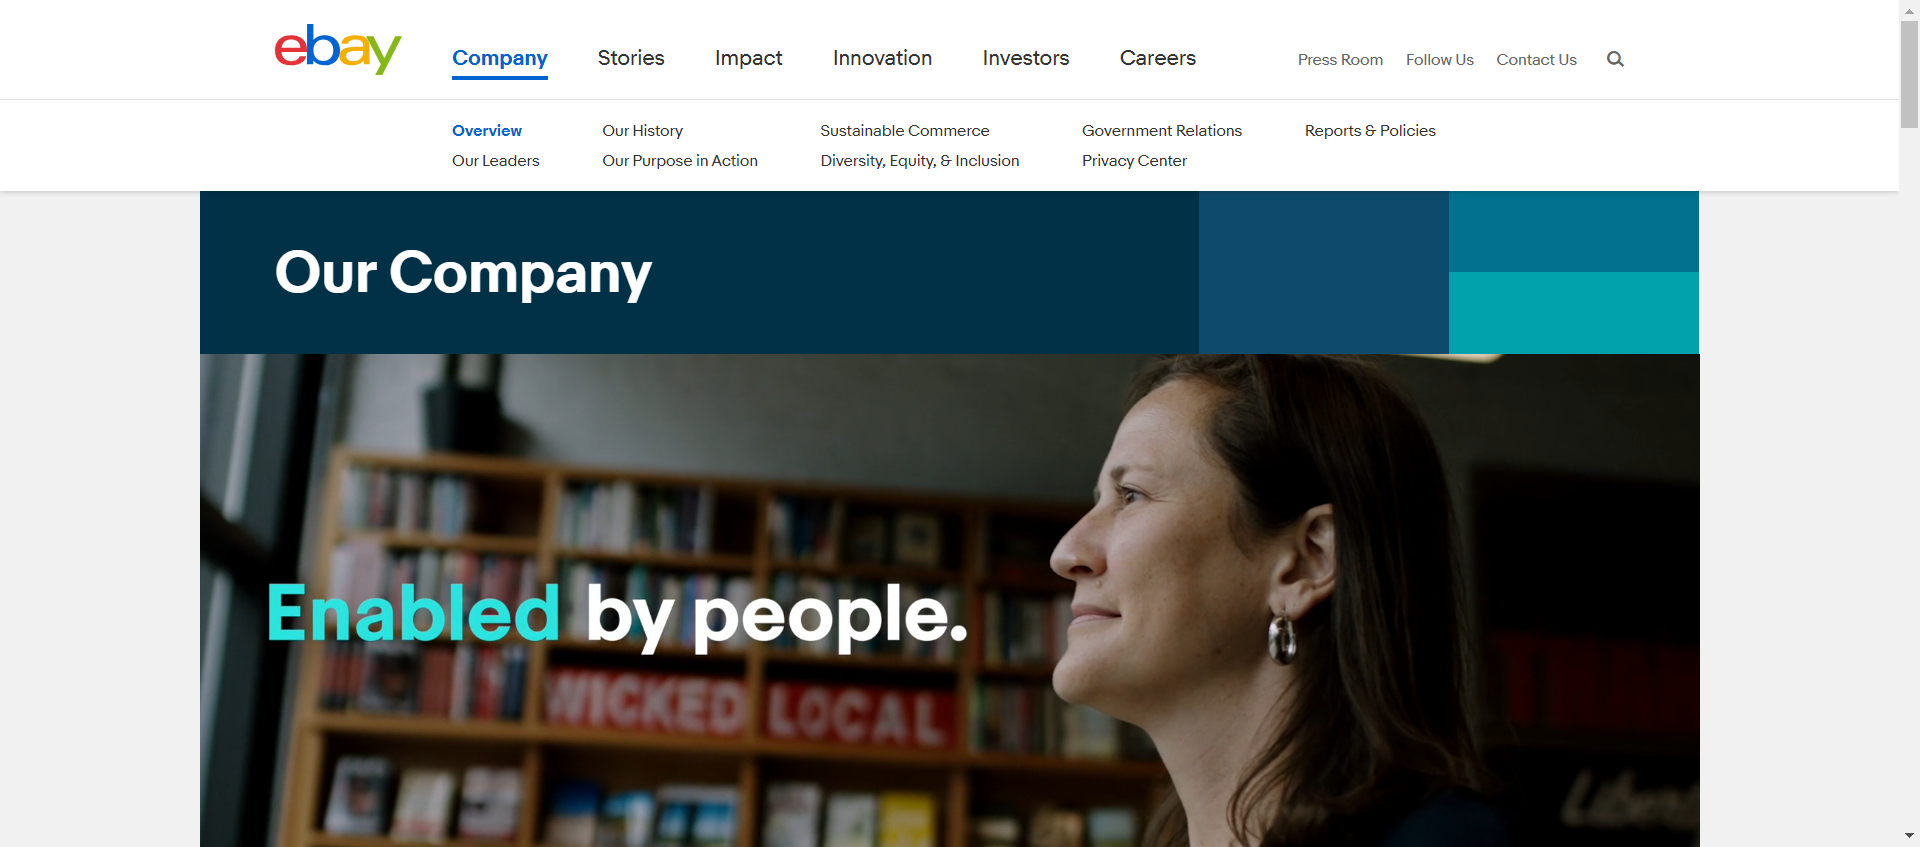 ebay
Company Stories Impact Innovation Investors Careers Press Room Follow Us Contact Us
Overview Our History Sustainable Commerce Government Relations Reports & Policies
Our Leaders Our Purpose in Action Diversity, Equity, & Inclusion Privacy Center
Our Company
Enabled by people.
WICKED LOCAL